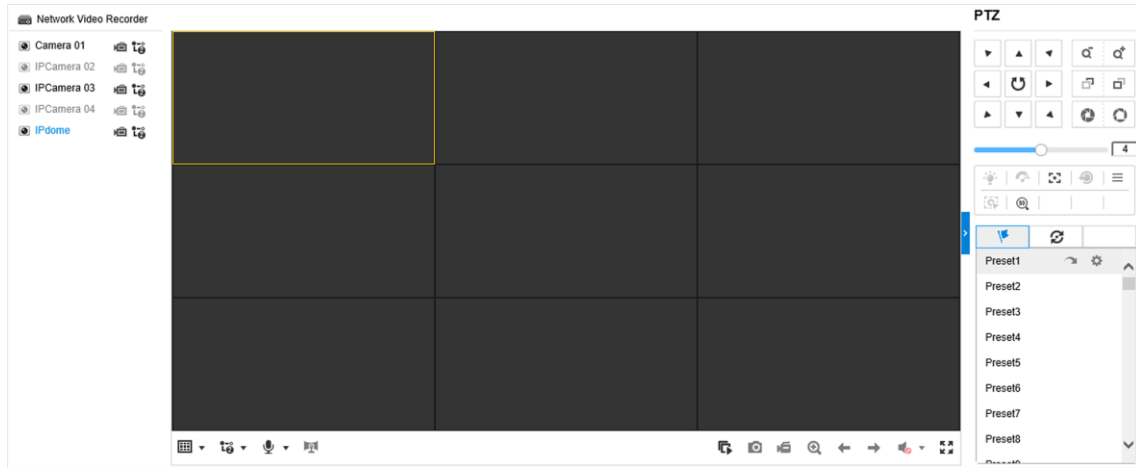 Network Video Recorder
Camera 01
IPCamera 02
IPCamera 03
IPCamera 04
IPdome
PTZ
4
Preset1
Preset2
Preset3
Preset4
Preset5
Preset6
Preset7
Preset8